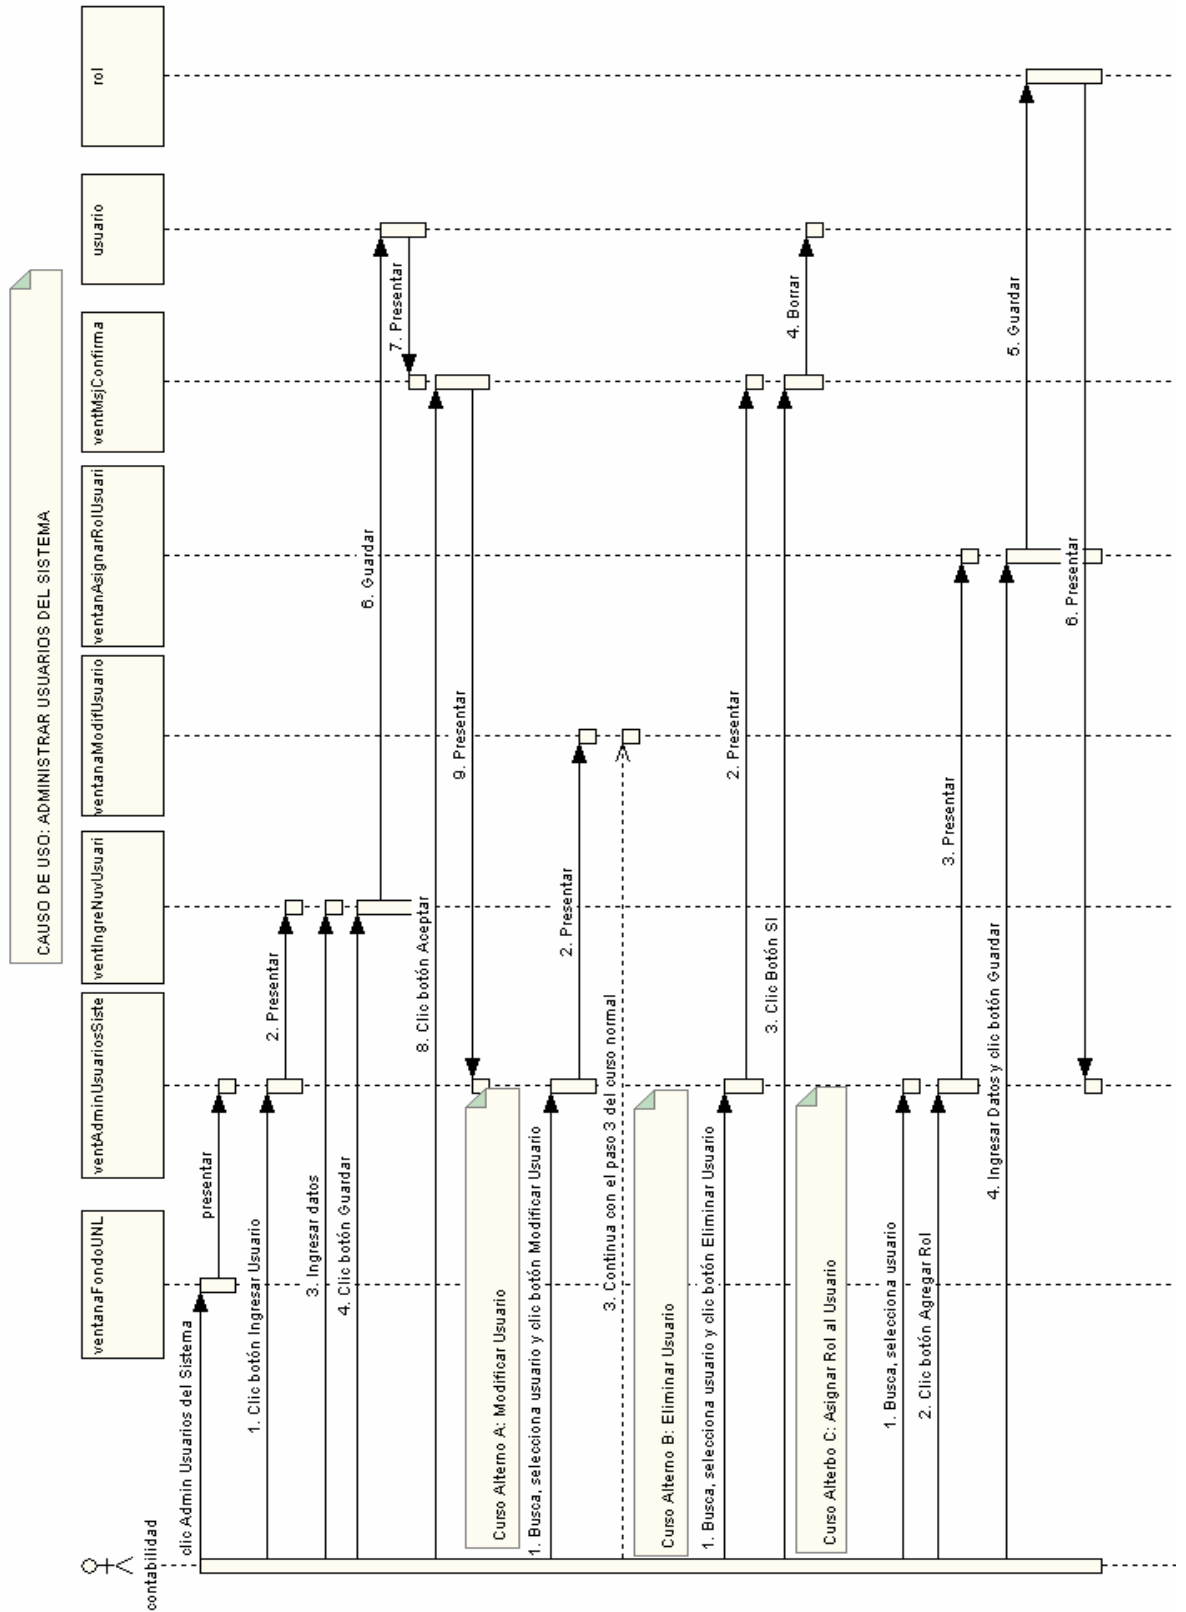 CAUSO DE USO: ADMINISTRAR USUARIOS DEL SISTEMA
contabilidad
ventanaFondoUNL
ventAdminUsuariosSiste
ventIngreNuvUsuari
ventanaModifUsuario
ventanAsignarRolUsuari
ventMsjConfirma
usuario
rol
clic Admin Usuarios del Sistema
presentar
1. Clic botón Ingresar Usuario
2. Presentar
3. Ingresar datos
4. Clic botón Guardar
6. Guardar
7. Presentar
8. Clic botón Aceptar
9. Presentar
Curso Alterno A: Modificar Usuario
1. Busca, selecciona usuario y clic botón Modificar Usuario
2. Presentar
3. Continua con el paso 3 del curso normal
Curso Alterno B: Eliminar Usuario
1. Busca, selecciona usuario y clic botón Eliminar Usuario
2. Presentar
3. Clic Botón SI
4. Borrar
Curso Alterbo C: Asignar Rol al Usuario
1. Busca, selecciona usuario
2. Clic botón Agregar Rol
3. Presentar
4. Ingresar Datos y clic botón Guardar
5. Guardar
6. Presentar